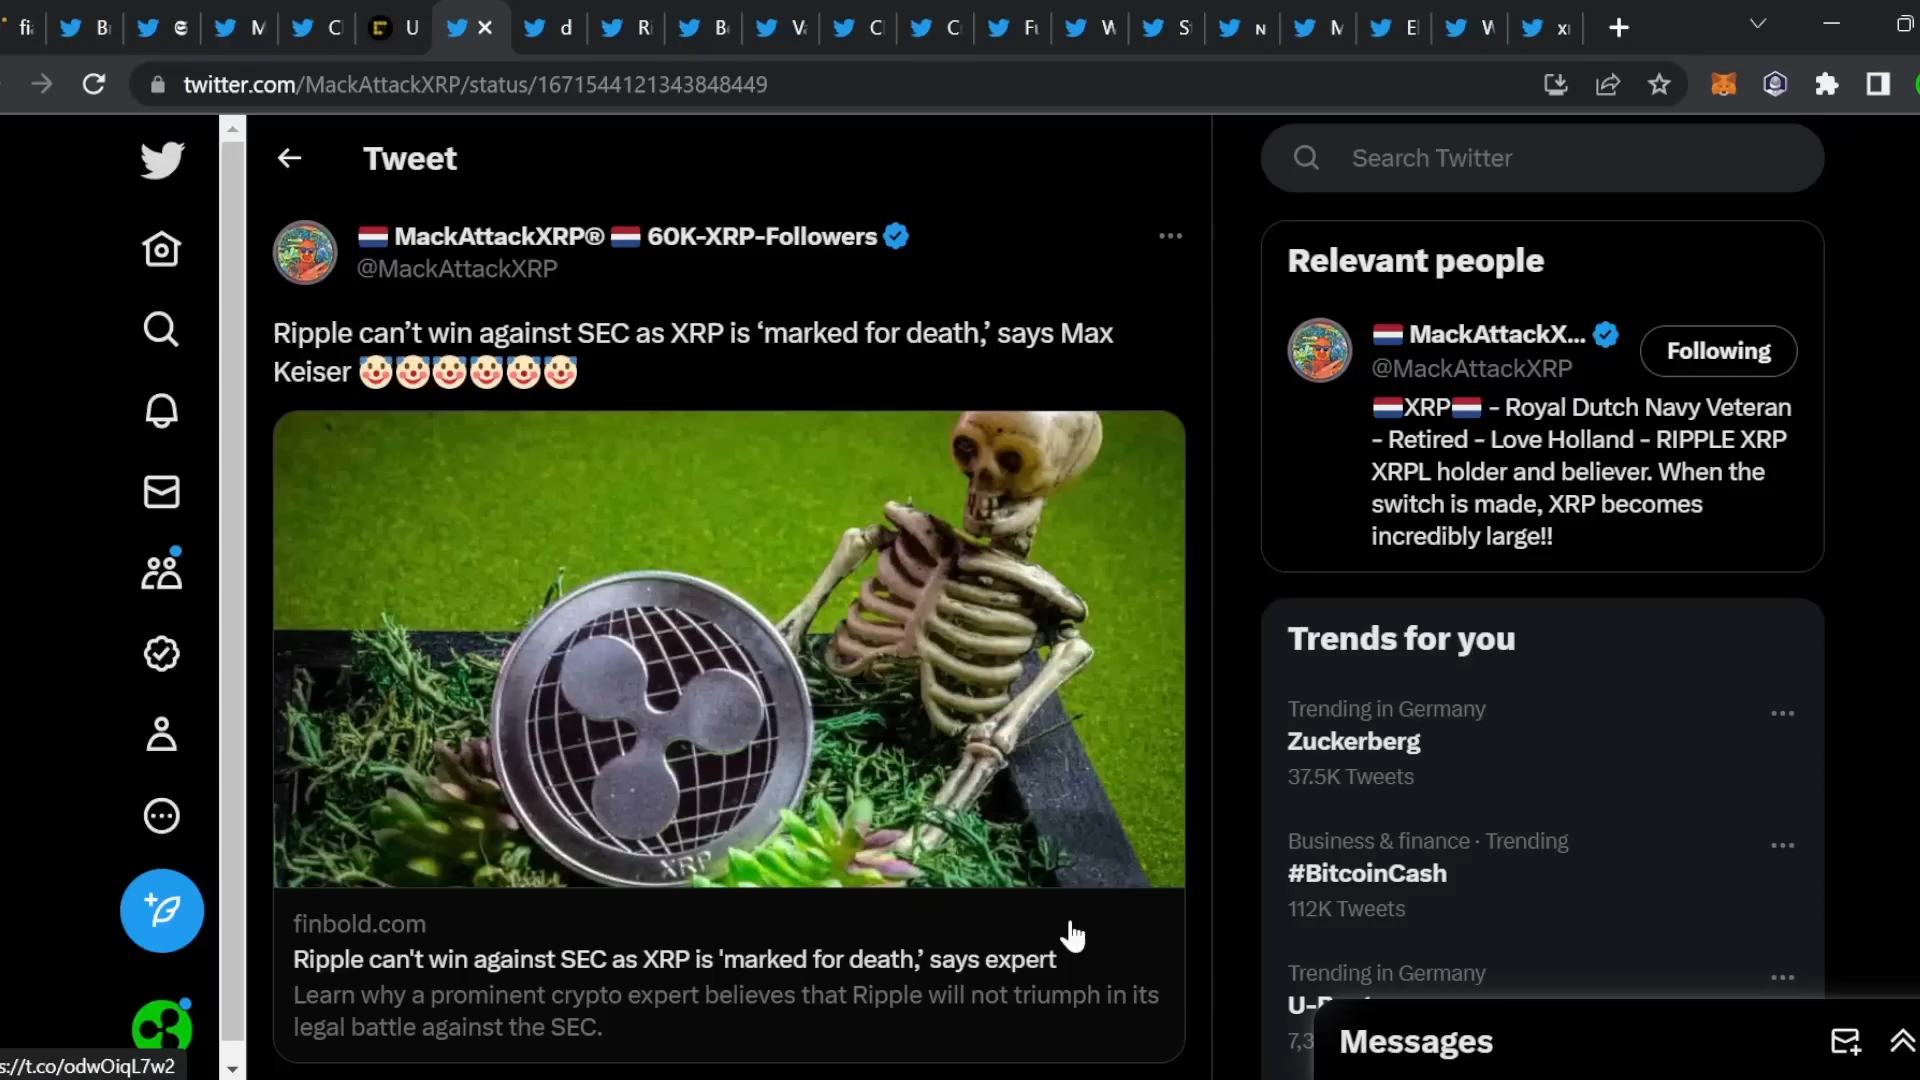 fi
B
M
C
U
d
R
B
V
C
C
Fu
W
S
N
M
El
W
x
twitter.com/MackAttackXRP/status/1671544121343848449
Tweet
Search Twitter
MackAttackXRP® 60K-XRP-Followers
@MackAttackXRP
Ripple can’t win against SEC as XRP is ‘marked for death,’ says Max
Keiser 🤡🤡🤡🤡🤡🤡
XRP
finbold.com
Ripple can't win against SEC as XRP is 'marked for death,’ says expert
Learn why a prominent crypto expert believes that Ripple will not triumph in its
legal battle against the SEC.
Relevant people
MackAttackX...
@MackAttackXRP
Following
🇳🇱XRP🇳🇱 - Royal Dutch Navy Veteran
- Retired - Love Holland - RIPPLE XRP
XRPL holder and believer. When the
switch is made, XRP becomes
incredibly large!!
Trends for you
Trending in Germany
Zuckerberg
37.5K Tweets
Business & finance · Trending
#BitcoinCash
112K Tweets
Trending in Germany
7,3
Messages
s://t.co/odwOiqL7w2